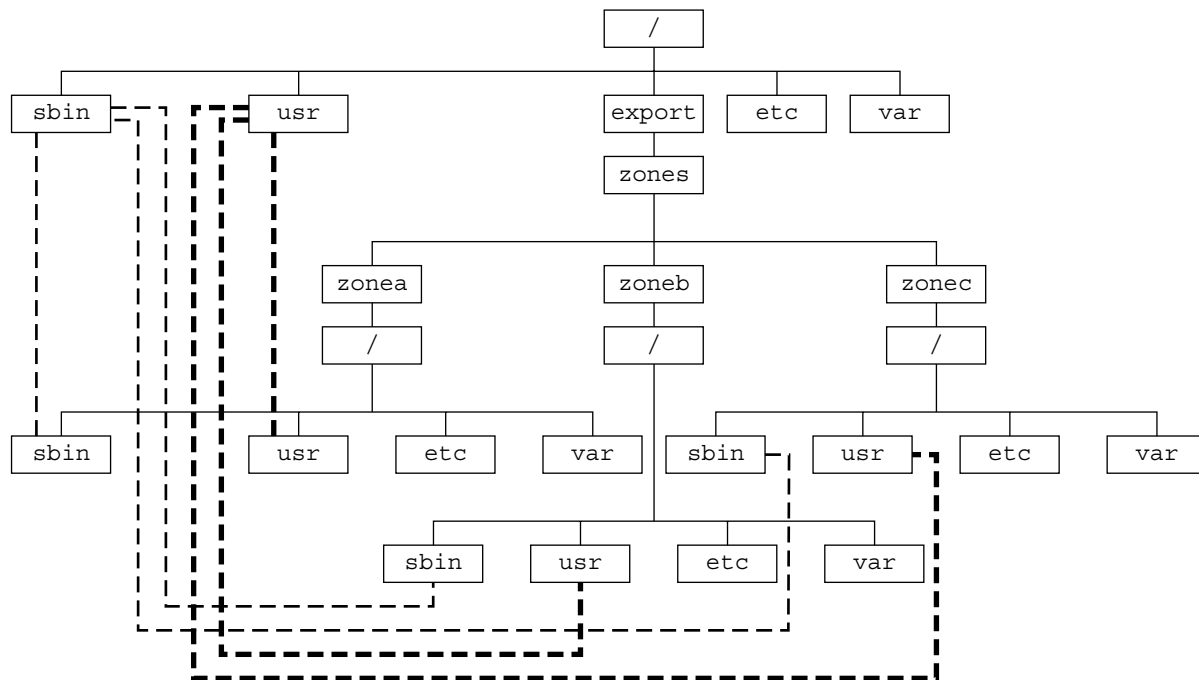 /
sbin usr export etc var
zones
zonea zoneb zonec
/ / /
sbin usr etc var sbin usr etc var
sbin usr etc var